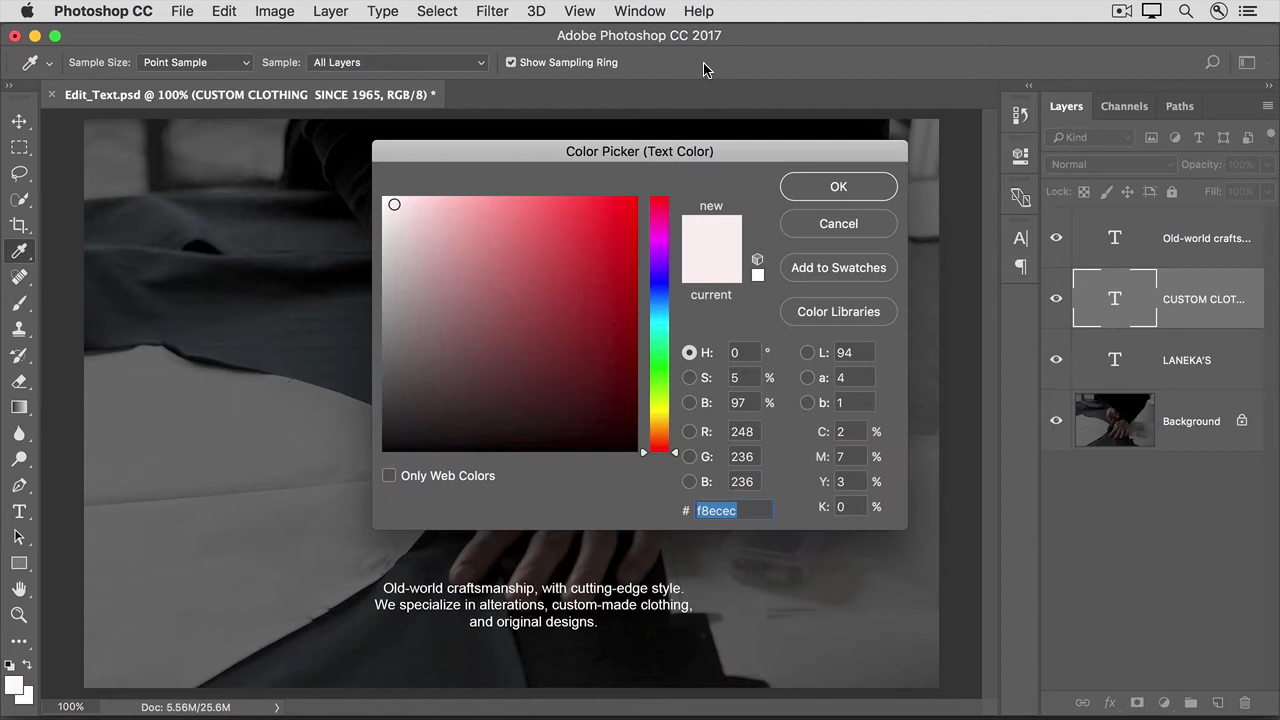 Photoshop CC File Edit Image Layer Type Select Filter 3D View Window Help
Adobe Photoshop CC 2017
Sample Size: Point Sample Sample: All Layers Show Sampling Ring
Edit_Text.psd @ 100% (CUSTOM CLOTHING  SINCE 1965, RGB/8) *
Layers Channels Paths
Kind
Normal Opacity: 100%
Lock: Fill: 100%
Old-world crafts...
CUSTOM CLOT...
LANEKA'S
Background
Color Picker (Text Color)
new
current
OK
Cancel
Add to Swatches
Color Libraries
H: 0 ° L: 94
S: 5 % a: 4
B: 97 % b: 1
R: 248 C: 2 %
G: 236 M: 7 %
B: 236 Y: 3 %
# f8ecec K: 0 %
Only Web Colors
Old-world craftsmanship, with cutting-edge style.
We specialize in alterations, custom-made clothing,
and original designs.
100% Doc: 5.56M/25.6M